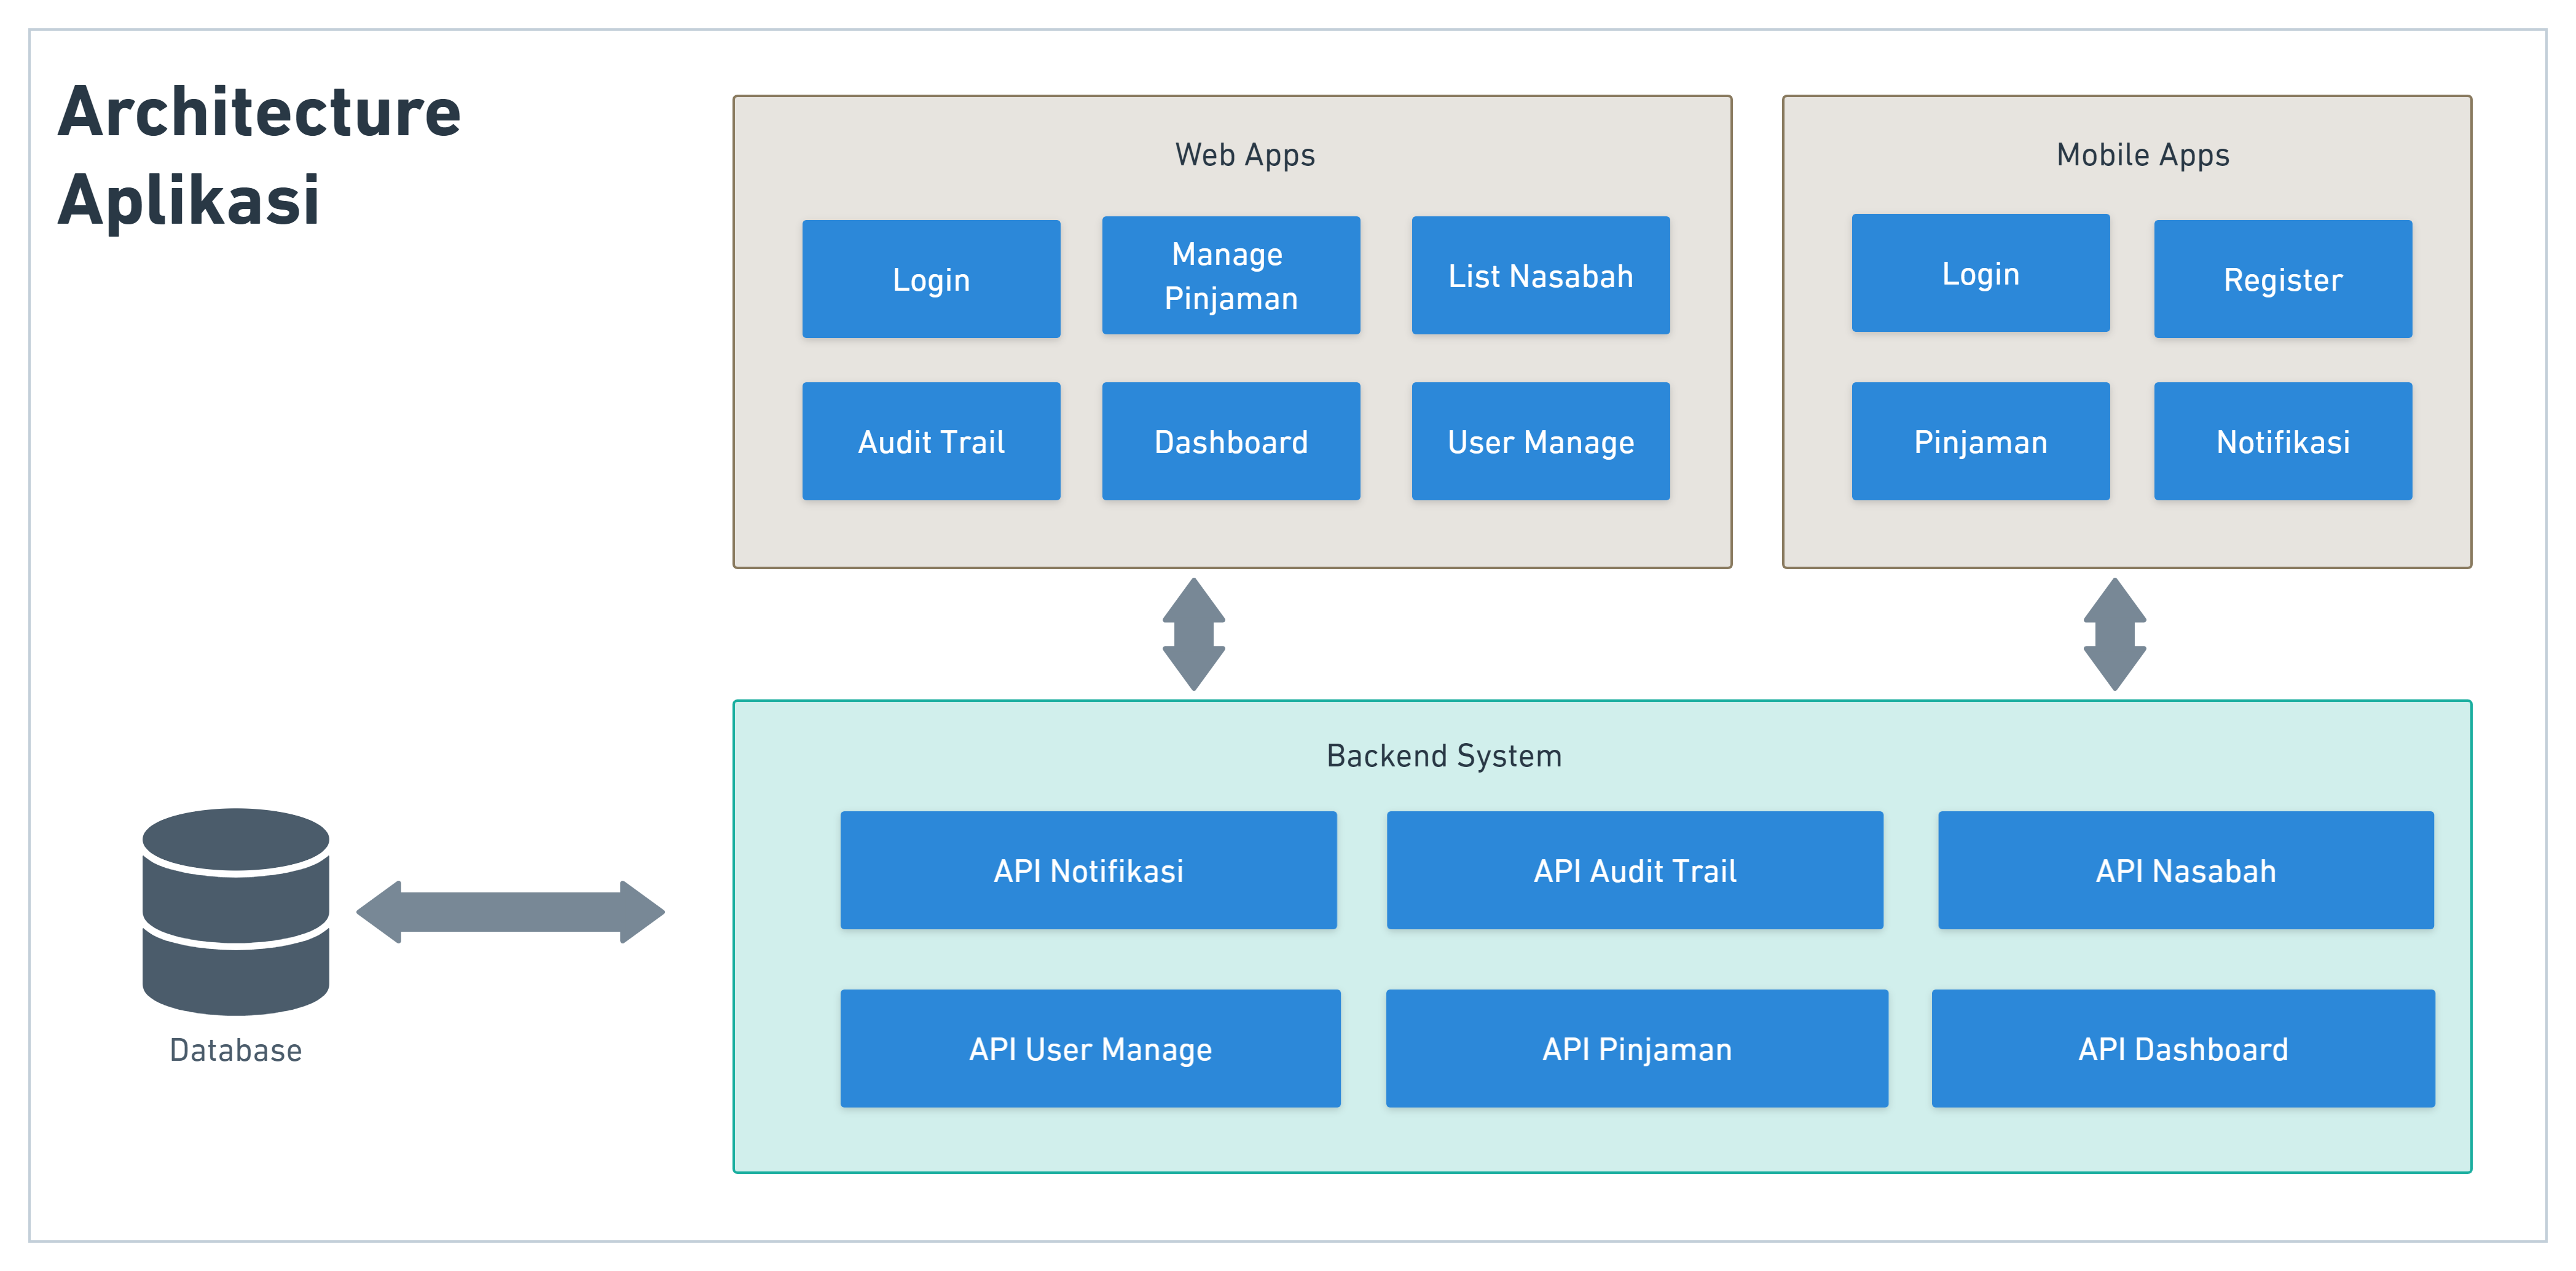 Architecture
Aplikasi
Web Apps
Login
Manage
Pinjaman
List Nasabah
Audit Trail
Dashboard
User Manage
Mobile Apps
Login
Register
Pinjaman
Notifikasi
Backend System
API Notifikasi
API Audit Trail
API Nasabah
API User Manage
API Pinjaman
API Dashboard
Database